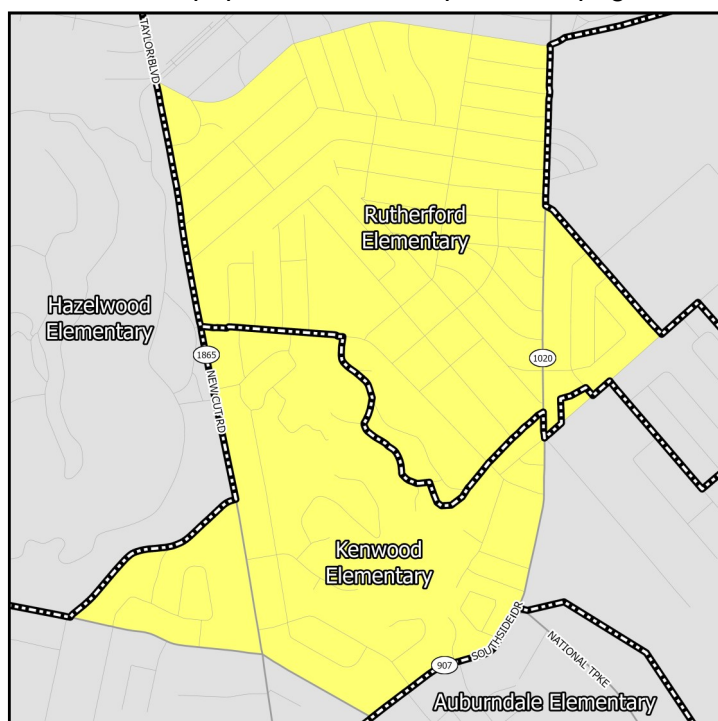 TAYLOR BLVD
Rutherford
Elementary
Hazelwood
Elementary
1865
1020
NEW CUT RD
Kenwood
Elementary
SOUTHSIDE DR
907
NATIONAL TPKE
Auburndale Elementary